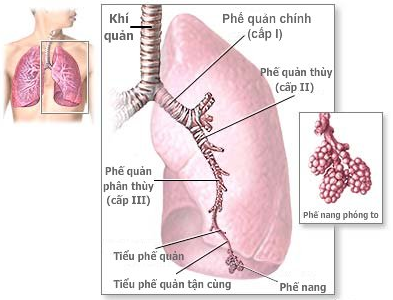 Khí
quản
Phế quản chính
(cấp I)
Phế quản thùy
(cấp II)
Phế quản
phân thùy
(cấp III)
Tiểu phế quản
Tiểu phế quản tận cùng
Phế nang
Phế nang phóng to